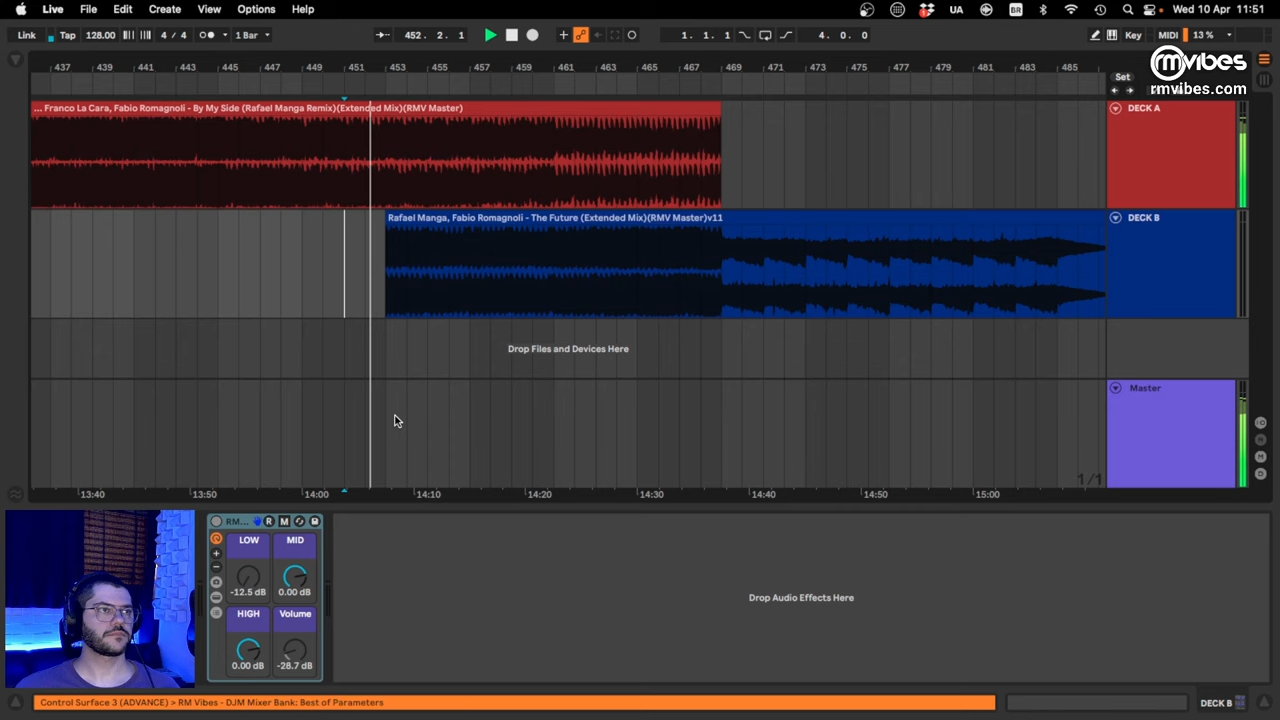 Live File Edit Create View Options Help UA BR Wed 10 Apr 11:51
Link Tap 128.00 4 / 4 1 Bar 452. 2. 1 1. 1. 1 4. 0. 0 Key MIDI 13 %
437 439 441 443 445 447 449 451 453 455 457 459 461 463 465 467 469 471 473 475 477 479 481 483 485
Set
rmvibes
rmvibes.com
... Franco La Cara, Fabio Romagnoli - By My Side (Rafael Manga Remix)(Extended Mix)(RMV Master)
DECK A
Rafael Manga, Fabio Romagnoli - The Future (Extended Mix)(RMV Master)v11
DECK B
Drop Files and Devices Here
Master
1/1
13:40 13:50 14:00 14:10 14:20 14:30 14:40 14:50 15:00
RM... R M
LOW MID
-12.5 dB 0.00 dB
HIGH Volume
0.00 dB -28.7 dB
Drop Audio Effects Here
Control Surface 3 (ADVANCE) > RM Vibes - DJM Mixer Bank: Best of Parameters
DECK B